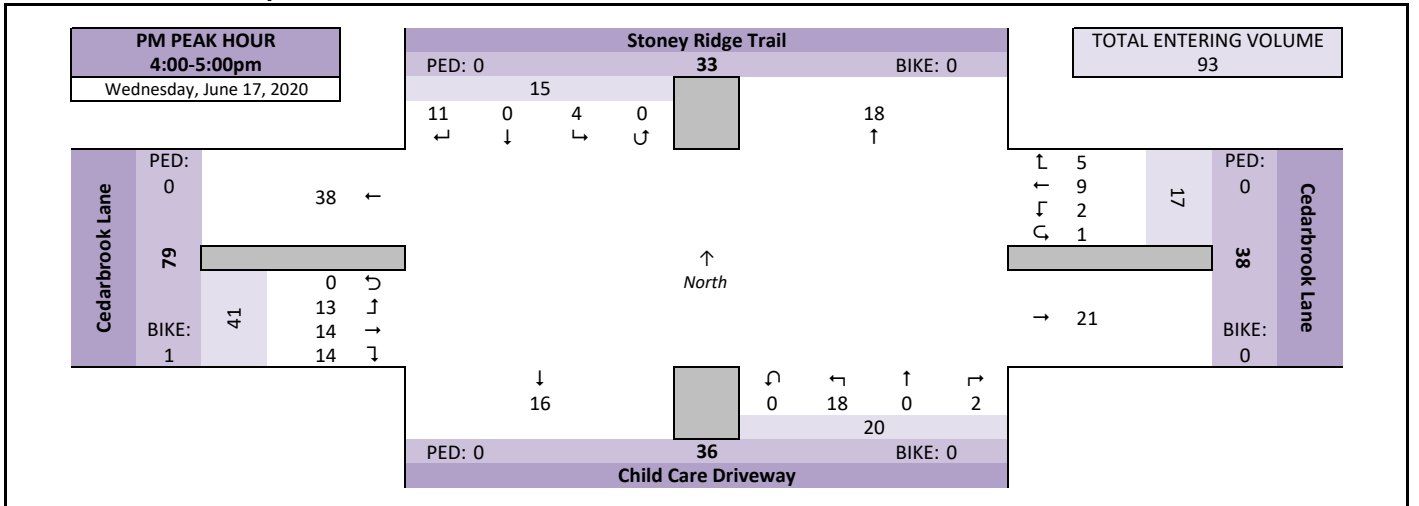 PM PEAK HOUR
4:00-5:00pm
Wednesday, June 17, 2020
Stoney Ridge Trail
PED: 0 33 BIKE: 0
15
11 0 4 0 18
↵ ↓ ↳ ↺ ↑
TOTAL ENTERING VOLUME
93
Cedarbrook Lane
PED:
0
79
BIKE:
1
38 ←
41
0 ⮌
13 ↰
14 →
14 ↴
↑
North
↑ 5
← 9
↓ 2
⮎ 1
17
→ 21
PED:
0
38
BIKE:
0
Cedarbrook Lane
↓ ↶ ↰ ↑ ↱
16 0 18 0 2
20
PED: 0 36 BIKE: 0
Child Care Driveway